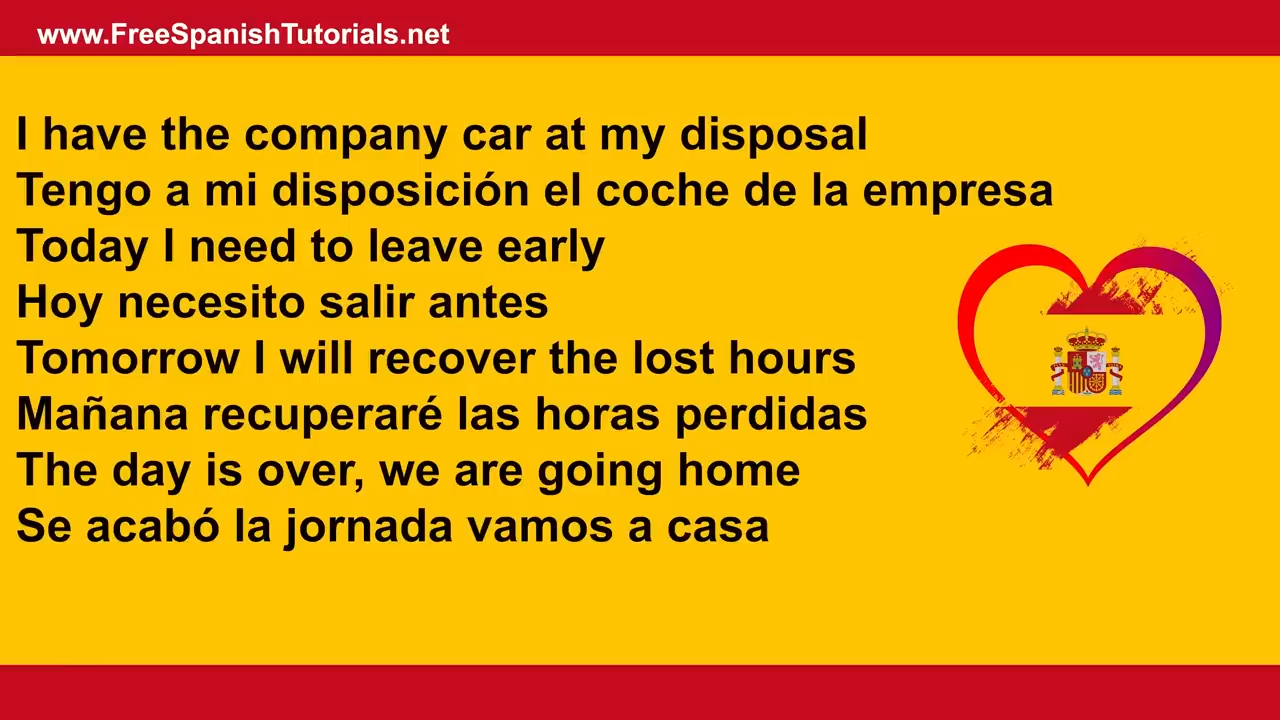 www.FreeSpanishTutorials.net
I have the company car at my disposal
Tengo a mi disposición el coche de la empresa
Today I need to leave early
Hoy necesito salir antes
Tomorrow I will recover the lost hours
Mañana recuperaré las horas perdidas
The day is over, we are going home
Se acabó la jornada vamos a casa